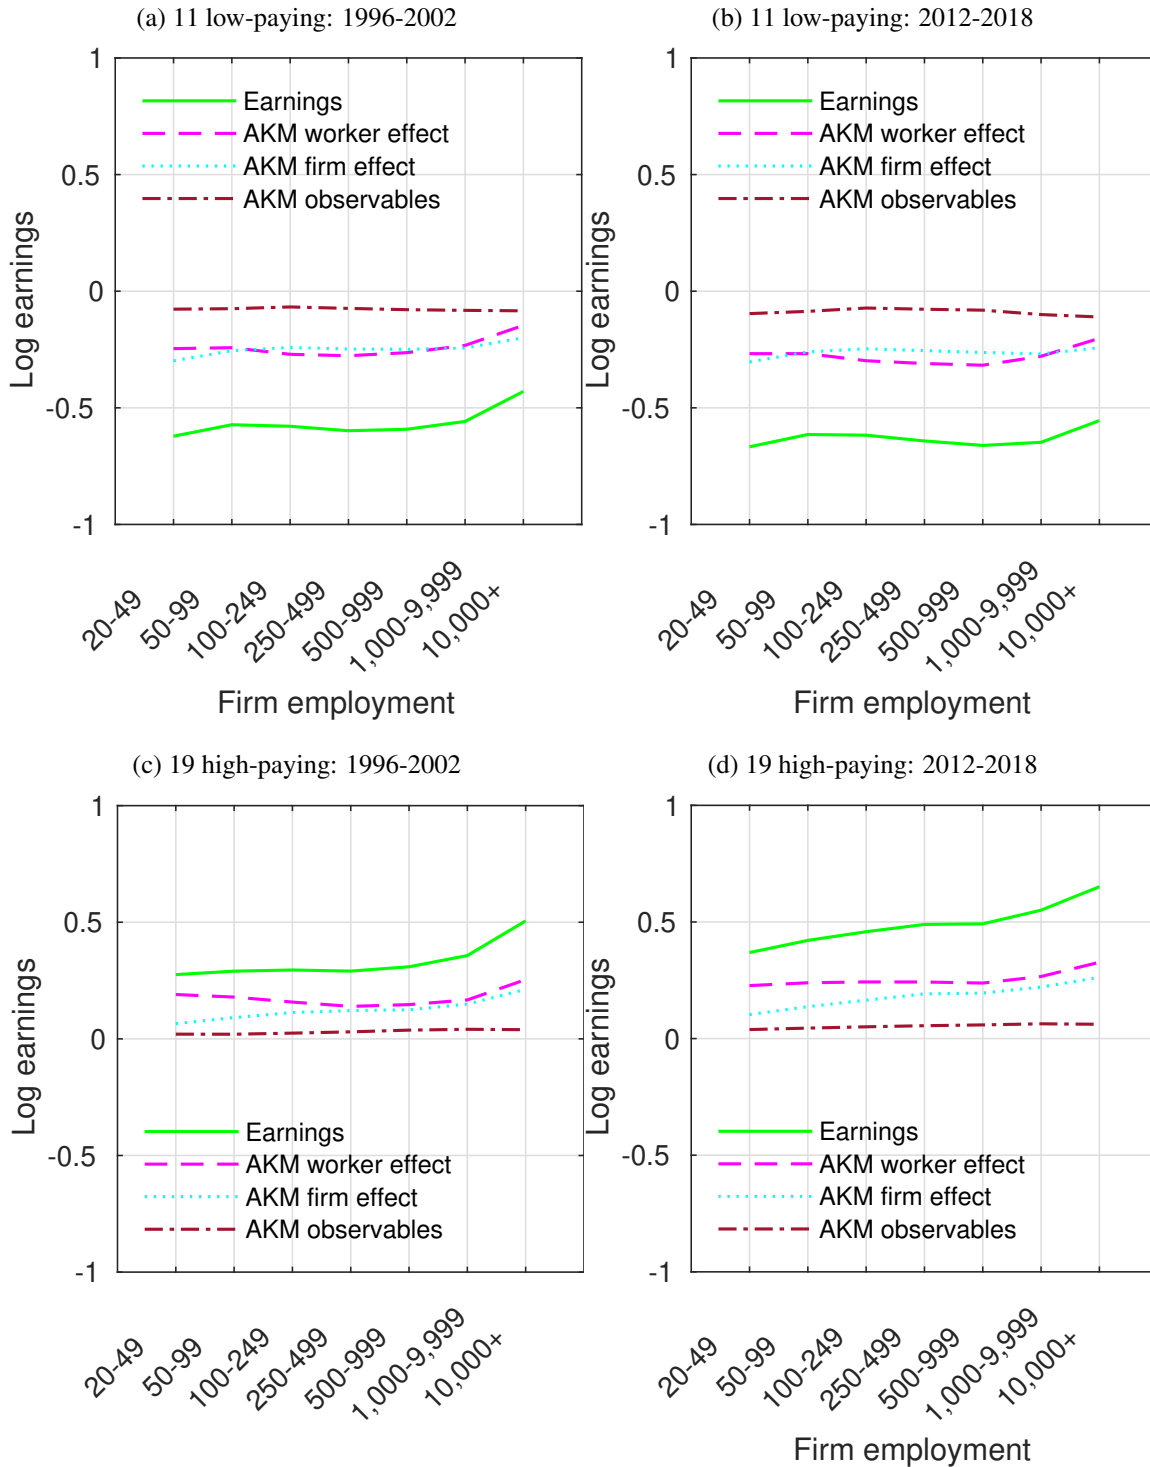 (a) 11 low-paying: 1996-2002
1
0.5
0
-0.5
-1
Log earnings
Earnings
AKM worker effect
AKM firm effect
AKM observables
20-49
50-99
100-249
250-499
500-999
1,000-9,999
10,000+
Firm employment
(b) 11 low-paying: 2012-2018
1
0.5
0
-0.5
-1
Log earnings
Earnings
AKM worker effect
AKM firm effect
AKM observables
20-49
50-99
100-249
250-499
500-999
1,000-9,999
10,000+
Firm employment
(c) 19 high-paying: 1996-2002
1
0.5
0
-0.5
-1
Log earnings
Earnings
AKM worker effect
AKM firm effect
AKM observables
20-49
50-99
100-249
250-499
500-999
1,000-9,999
10,000+
(d) 19 high-paying: 2012-2018
1
0.5
0
-0.5
-1
Log earnings
Earnings
AKM worker effect
AKM firm effect
AKM observables
20-49
50-99
100-249
250-499
500-999
1,000-9,999
10,000+
Firm employment